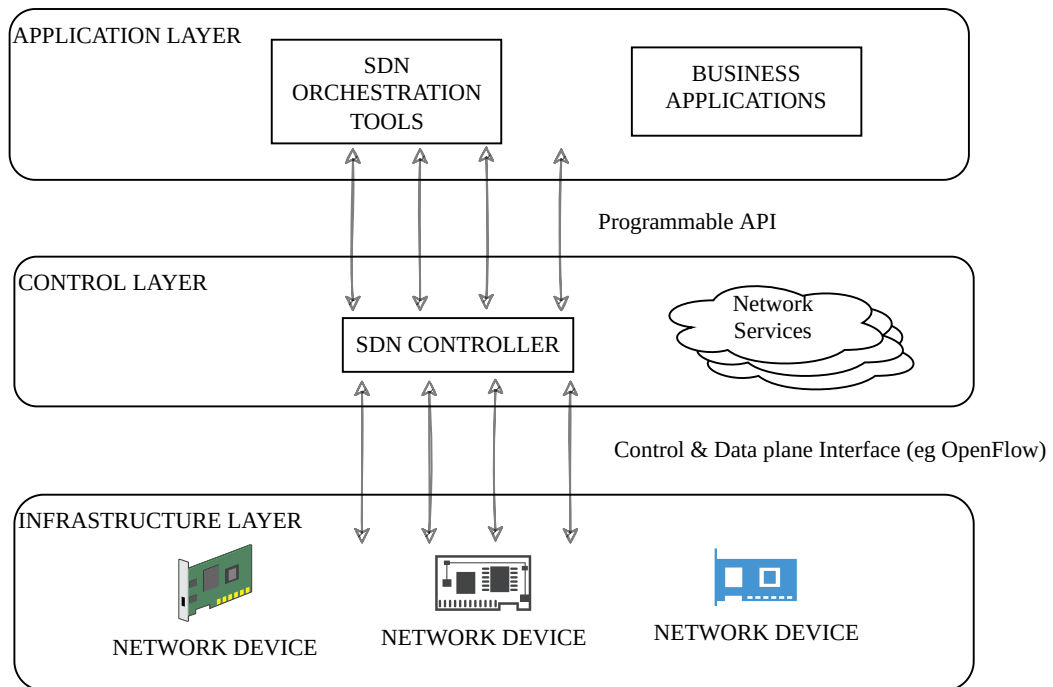 APPLICATION LAYER
SDN
ORCHESTRATION
TOOLS
BUSINESS
APPLICATIONS
Programmable API
CONTROL LAYER
SDN CONTROLLER
Network
Services
Control & Data plane Interface (eg OpenFlow)
INFRASTRUCTURE LAYER
NETWORK DEVICE
NETWORK DEVICE
NETWORK DEVICE